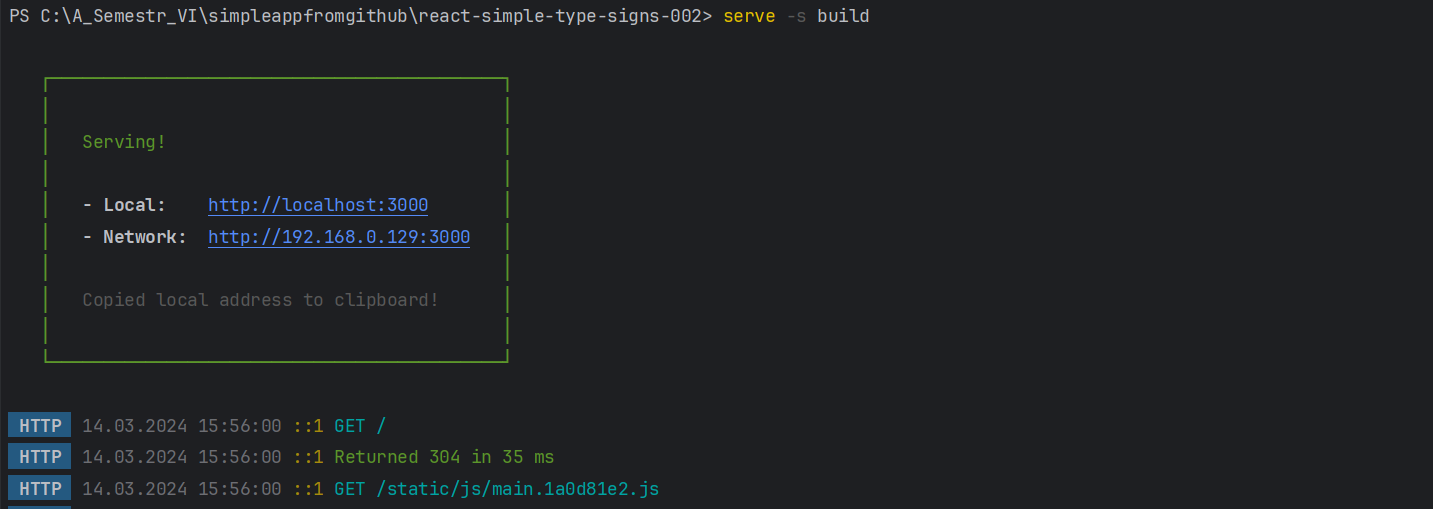 PS C:\A_Semestr_VI\simpleappfromgithub\react-simple-type-signs-002> serve -s build
Serving!
- Local: http://localhost:3000
- Network: http://192.168.0.129:3000
Copied local address to clipboard!
HTTP 14.03.2024 15:56:00 ::1 GET /
HTTP 14.03.2024 15:56:00 ::1 Returned 304 in 35 ms
HTTP 14.03.2024 15:56:00 ::1 GET /static/js/main.1a0d81e2.js